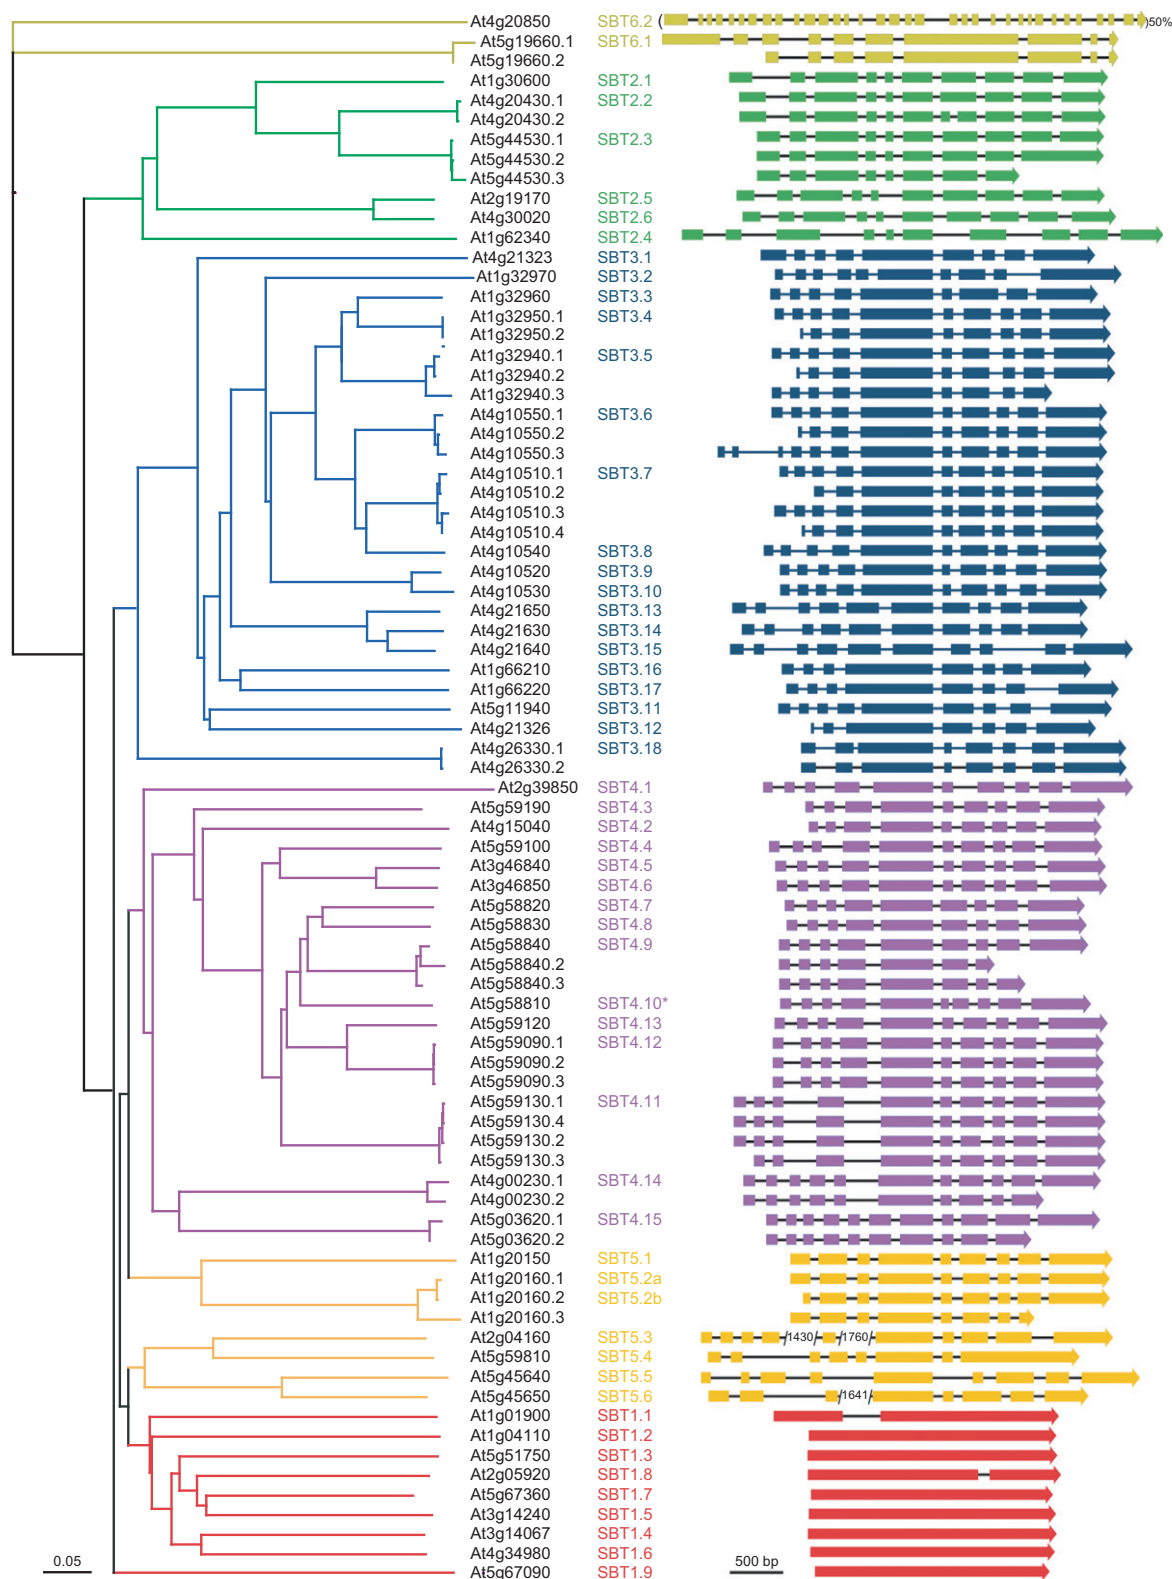 At4g20850 SBT6.2 ( )50%
At5g19660.1 SBT6.1
At5g19660.2
At1g30600 SBT2.1
At4g20430.1 SBT2.2
At4g20430.2
At5g44530.1 SBT2.3
At5g44530.2
At5g44530.3
At2g19170 SBT2.5
At4g30020 SBT2.6
At1g62340 SBT2.4
At4g21323 SBT3.1
At1g32970 SBT3.2
At1g32960 SBT3.3
At1g32950.1 SBT3.4
At1g32950.2
At1g32940.1 SBT3.5
At1g32940.2
At1g32940.3
At4g10550.1 SBT3.6
At4g10550.2
At4g10550.3
At4g10510.1 SBT3.7
At4g10510.2
At4g10510.3
At4g10510.4
At4g10540 SBT3.8
At4g10520 SBT3.9
At4g10530 SBT3.10
At4g21650 SBT3.13
At4g21630 SBT3.14
At4g21640 SBT3.15
At1g66210 SBT3.16
At1g66220 SBT3.17
At5g11940 SBT3.11
At4g21326 SBT3.12
At4g26330.1 SBT3.18
At4g26330.2
At2g39850 SBT4.1
At5g59190 SBT4.3
At4g15040 SBT4.2
At5g59100 SBT4.4
At3g46840 SBT4.5
At3g46850 SBT4.6
At5g58820 SBT4.7
At5g58830 SBT4.8
At5g58840 SBT4.9
At5g58840.2
At5g58840.3
At5g58810 SBT4.10*
At5g59120 SBT4.13
At5g59090.1 SBT4.12
At5g59090.2
At5g59090.3
At5g59130.1 SBT4.11
At5g59130.4
At5g59130.2
At5g59130.3
At4g00230.1 SBT4.14
At4g00230.2
At5g03620.1 SBT4.15
At5g03620.2
At1g20150 SBT5.1
At1g20160.1 SBT5.2a
At1g20160.2 SBT5.2b
At1g20160.3
At2g04160 SBT5.3 /1430/ /1760/
At5g59810 SBT5.4
At5g45640 SBT5.5
At5g45650 SBT5.6 /1641/
At1g01900 SBT1.1
At1g04110 SBT1.2
At5g51750 SBT1.3
At2g05920 SBT1.8
At5g67360 SBT1.7
At3g14240 SBT1.5
At3g14067 SBT1.4
At4g34980 SBT1.6
0.05 500 bp
At5g67090 SBT1.9